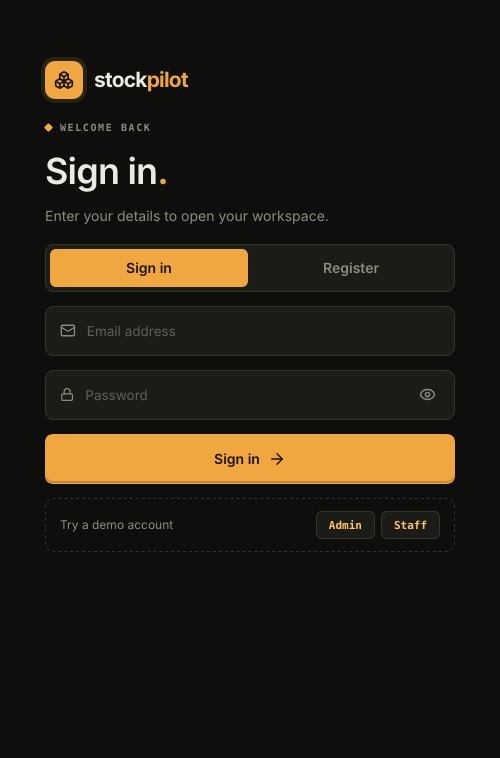 stockpilot
WELCOME BACK
Sign in.
Enter your details to open your workspace.
Sign in
Register
Email address
Password
Sign in
Try a demo account
Admin
Staff